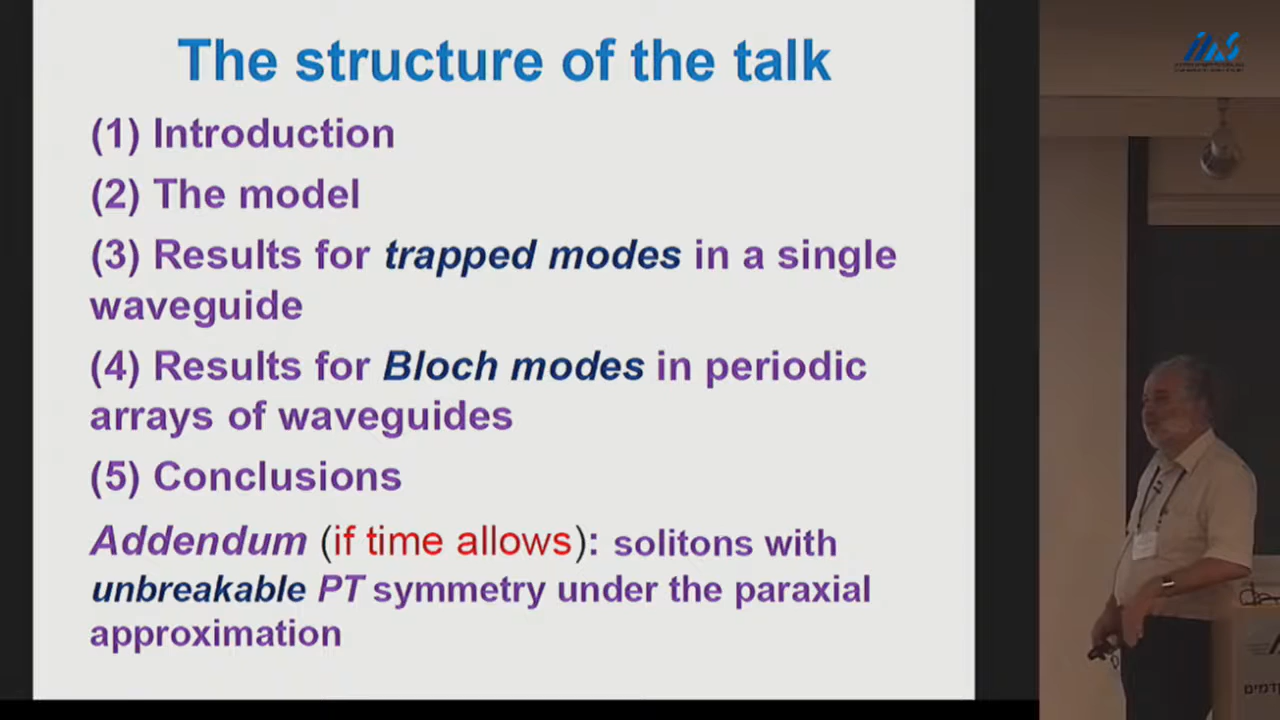 The structure of the talk
(1) Introduction
(2) The model
(3) Results for trapped modes in a single
waveguide
(4) Results for Bloch modes in periodic
arrays of waveguides
(5) Conclusions
Addendum (if time allows): solitons with
unbreakable PT symmetry under the paraxial
approximation